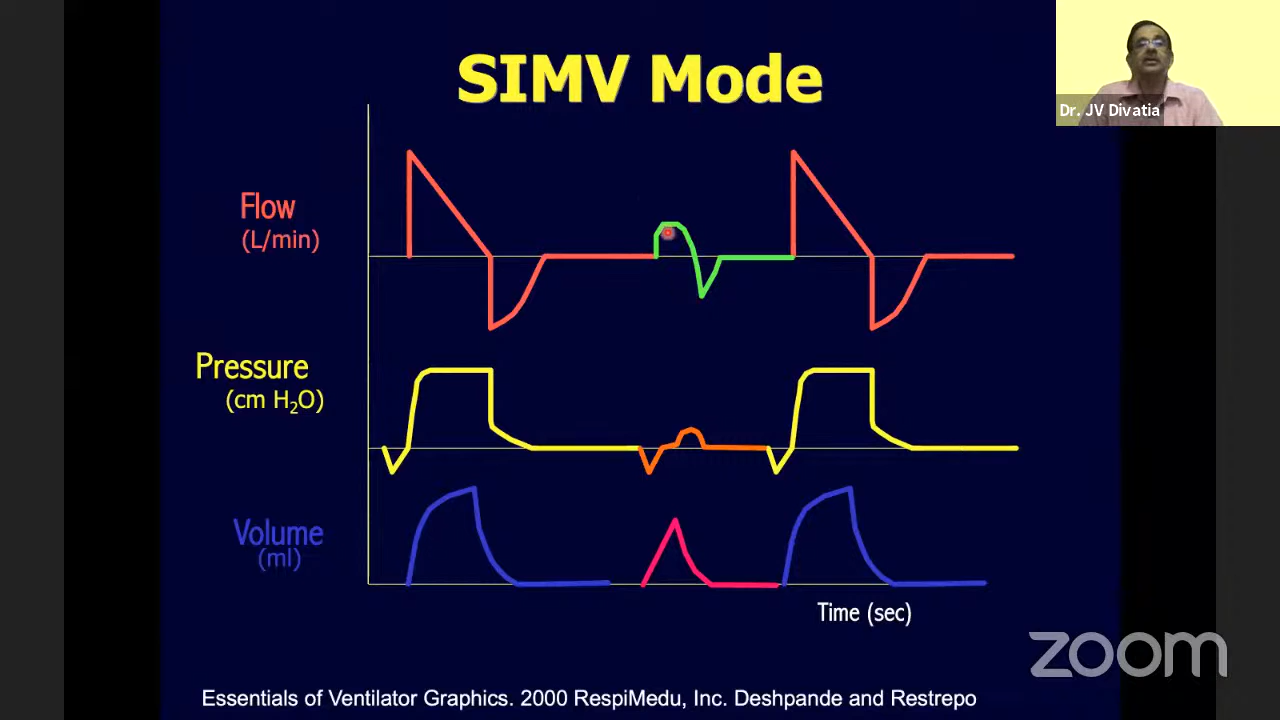 SIMV Mode
Dr. JV Divatia
Flow
(L/min)
Pressure
(cm H₂O)
Volume
(ml)
Time (sec)
zoom
Essentials of Ventilator Graphics. 2000 RespiMedu, Inc. Deshpande and Restrepo